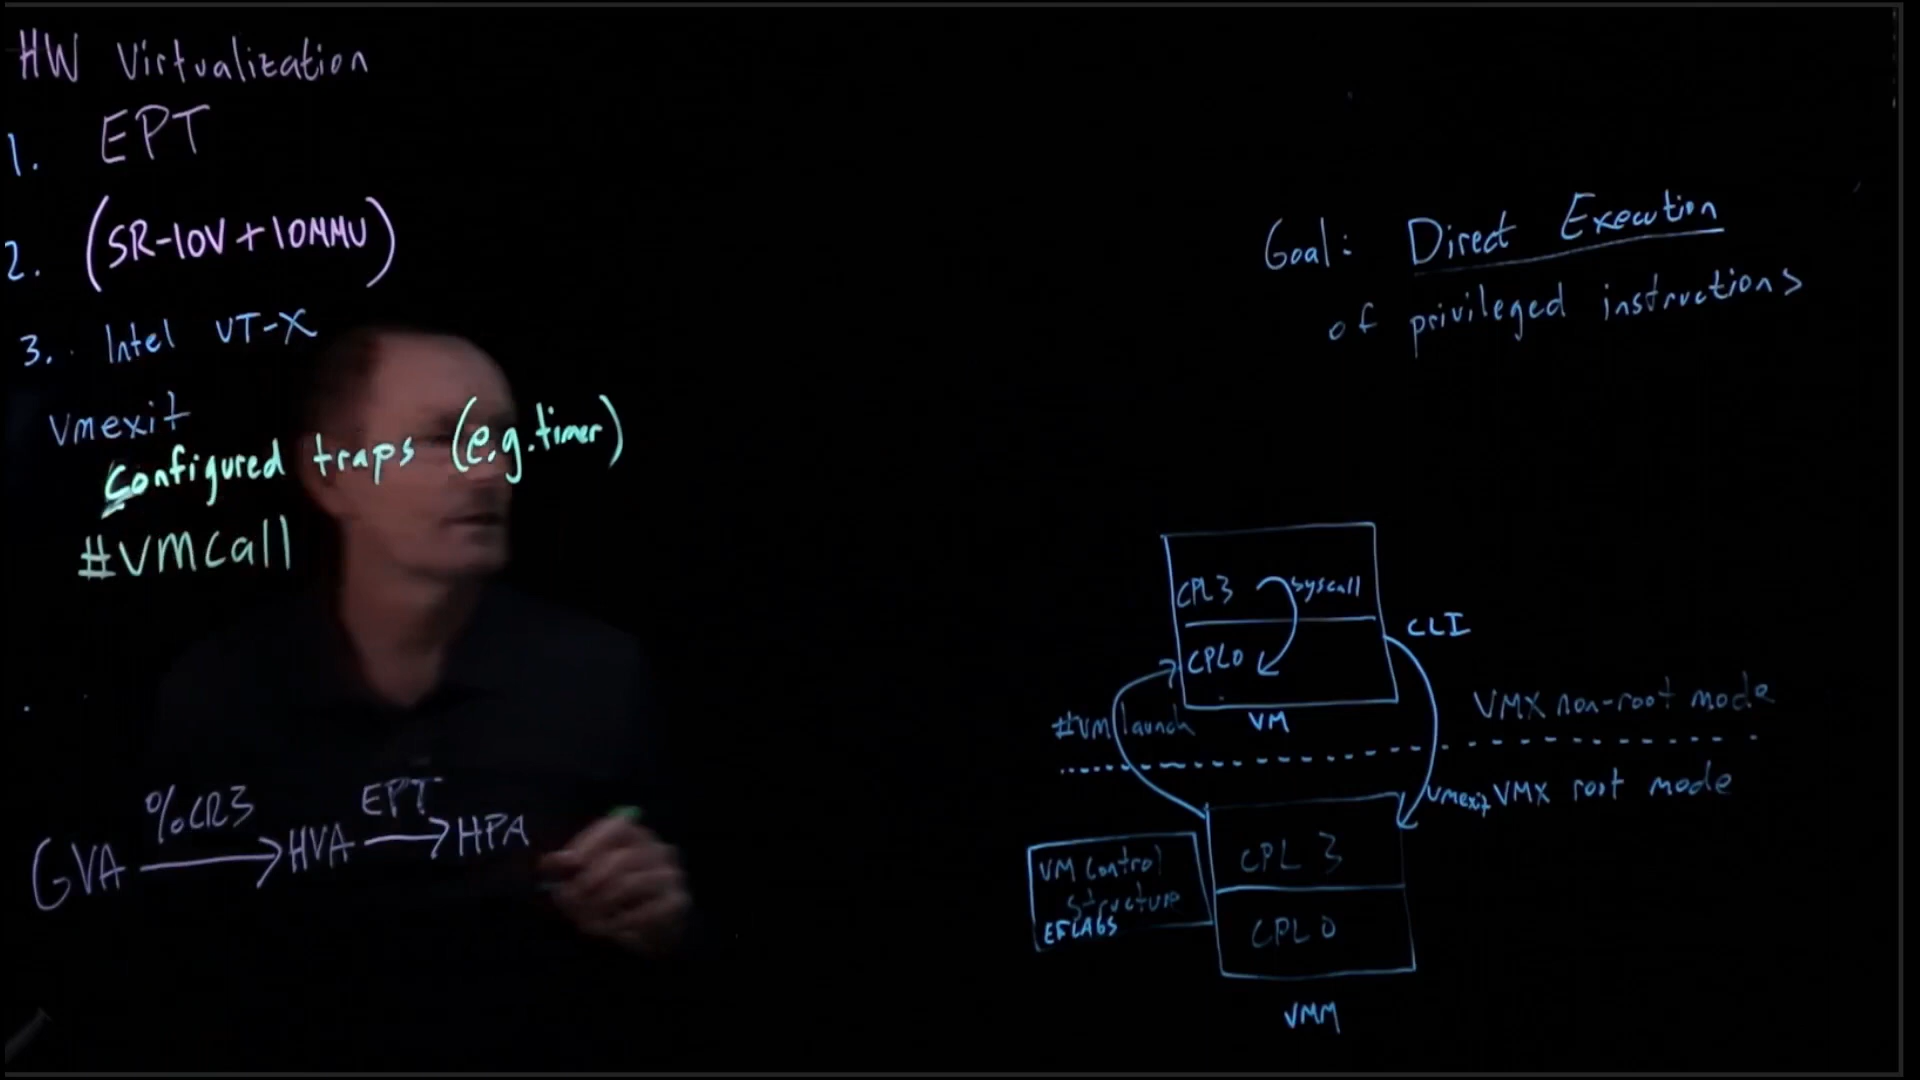 HW Virtualization
1. EPT
2. (SR-IOV + IOMMU)
3. Intel VT-X
vmexit
Configured traps (e.g. timer)
#vmcall
%CR3
EPT
GVA → HVA → HPA
Goal: Direct Execution
of privileged instructions
CPL3 syscall
CPL0
CLI
#vmlaunch
VM
VMX non-root mode
vmexit
VMX root mode
VM Control
Structure
EFLAGS
CPL 3
CPL 0
VMM